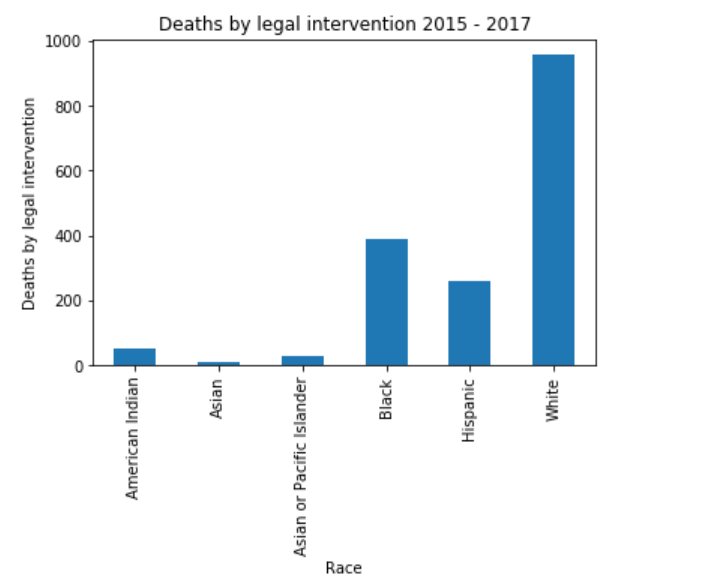 Deaths by legal intervention 2015 - 2017
Deaths by legal intervention
1000
800
600
400
200
0
American Indian
Asian
Asian or Pacific Islander
Black
Hispanic
White
Race